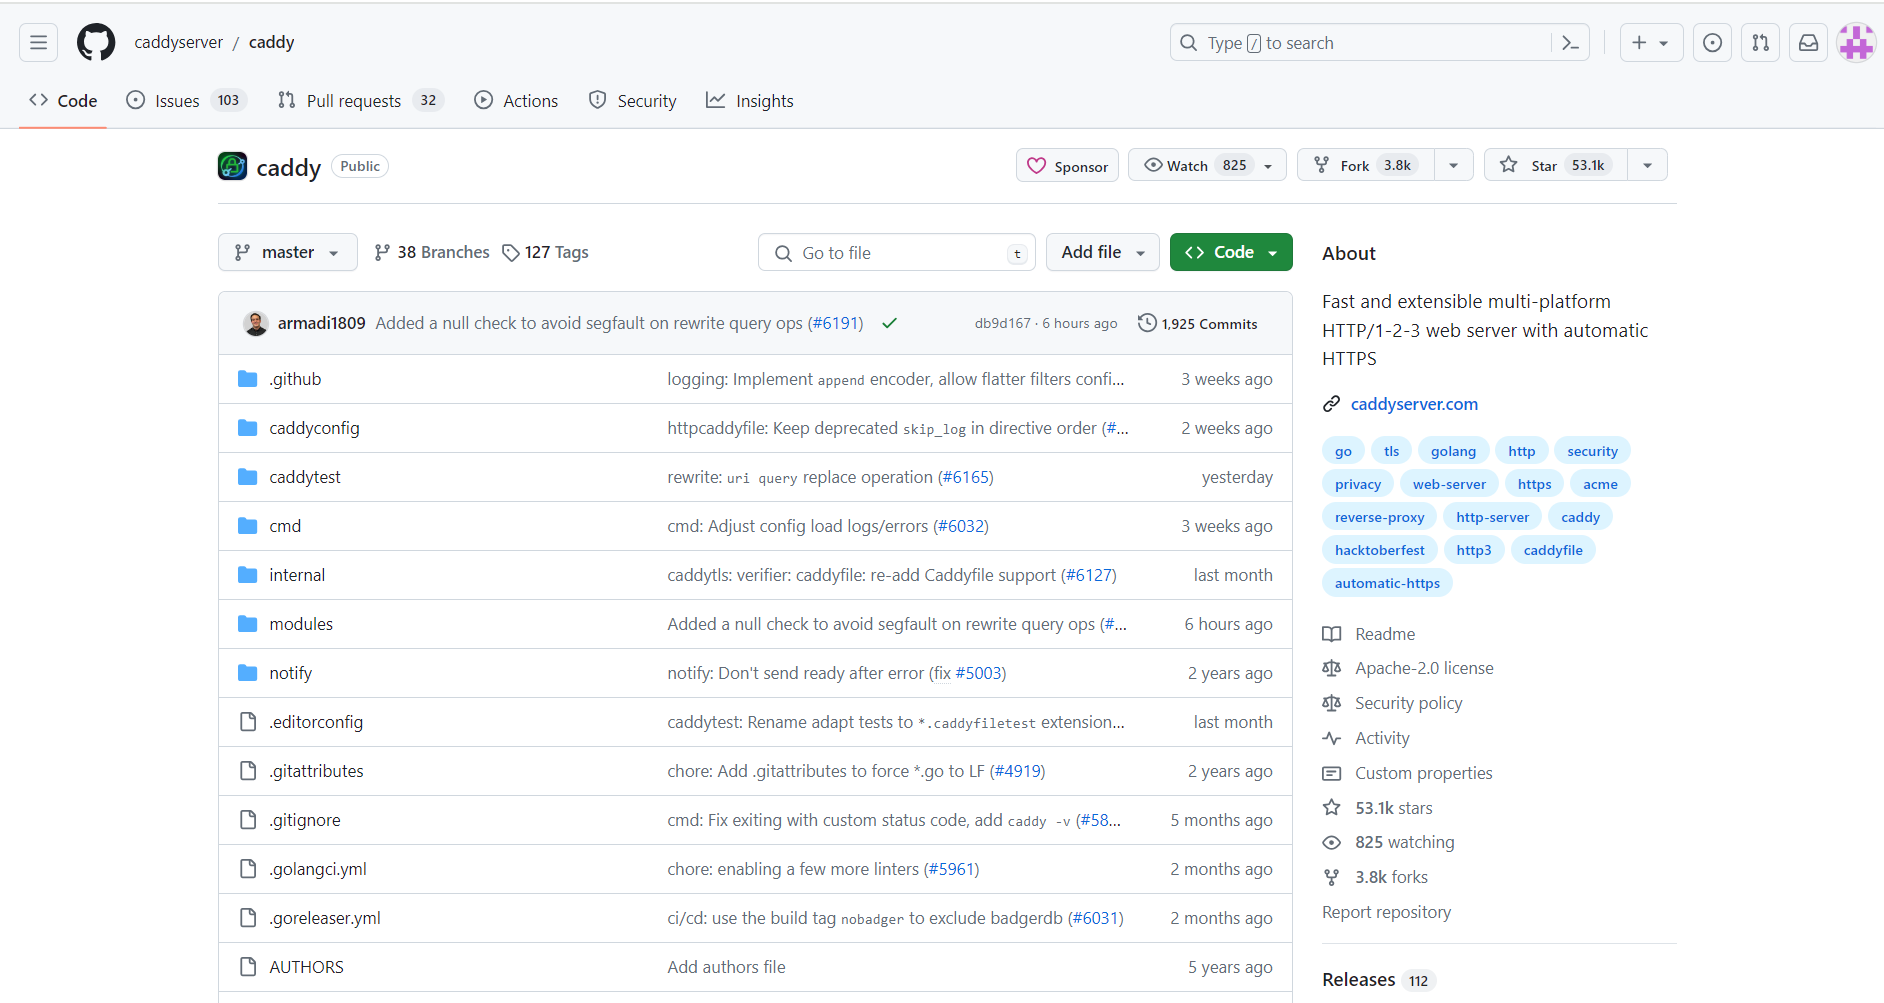 caddyserver / caddy
Type / to search
Code
Issues 103
Pull requests 32
Actions
Security
Insights
caddy Public
Sponsor
Watch 825
Fork 3.8k
Star 53.1k
master
38 Branches
127 Tags
Go to file t
Add file
Code
armadi1809 Added a null check to avoid segfault on rewrite query ops (#6191) db9d167 · 6 hours ago 1,925 Commits
.github logging: Implement append encoder, allow flatter filters confi... 3 weeks ago
caddyconfig httpcaddyfile: Keep deprecated skip_log in directive order (#... 2 weeks ago
caddytest rewrite: uri query replace operation (#6165) yesterday
cmd cmd: Adjust config load logs/errors (#6032) 3 weeks ago
internal caddytls: verifier: caddyfile: re-add Caddyfile support (#6127) last month
modules Added a null check to avoid segfault on rewrite query ops (#... 6 hours ago
notify notify: Don't send ready after error (fix #5003) 2 years ago
.editorconfig caddytest: Rename adapt tests to *.caddyfiletest extension... last month
.gitattributes chore: Add .gitattributes to force *.go to LF (#4919) 2 years ago
.gitignore cmd: Fix exiting with custom status code, add caddy -v (#58... 5 months ago
.golangci.yml chore: enabling a few more linters (#5961) 2 months ago
.goreleaser.yml ci/cd: use the build tag nobadger to exclude badgerdb (#6031) 2 months ago
AUTHORS Add authors file 5 years ago
About
Fast and extensible multi-platform
HTTP/1-2-3 web server with automatic
HTTPS
caddyserver.com
go tls golang http security
privacy web-server https acme
reverse-proxy http-server caddy
hacktoberfest http3 caddyfile
automatic-https
Readme
Apache-2.0 license
Security policy
Activity
Custom properties
53.1k stars
825 watching
3.8k forks
Report repository
Releases 112